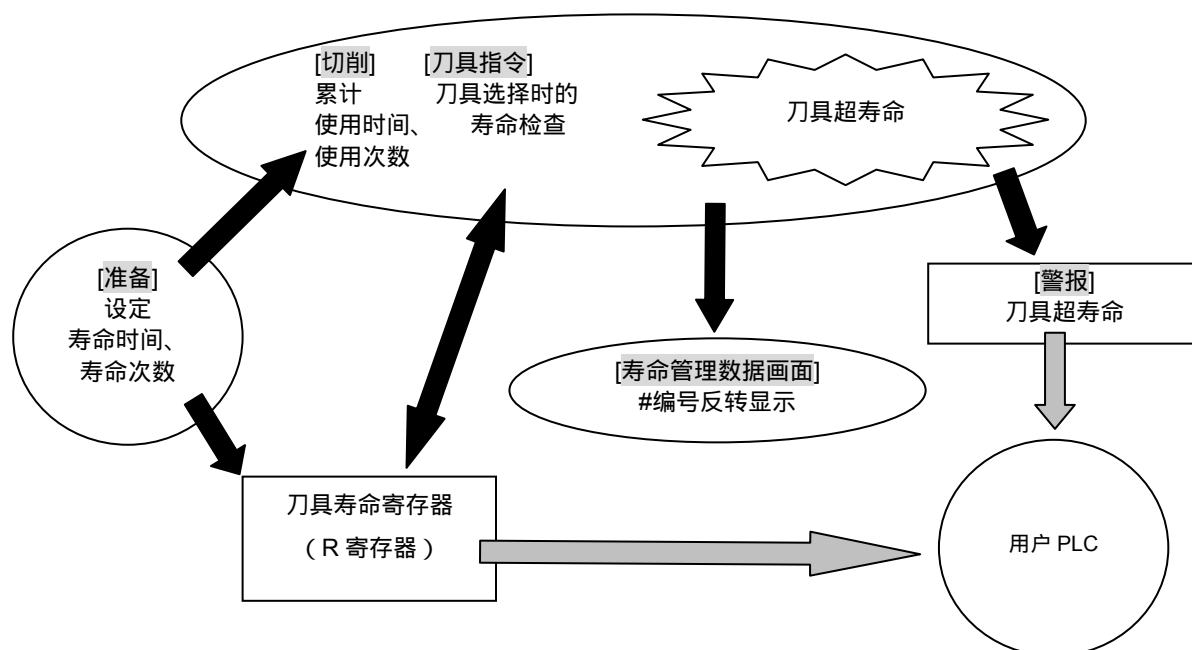 [切削]
累计
使用时间、
使用次数
[刀具指令]
刀具选择时的
寿命检查
刀具超寿命
[准备]
设定
寿命时间、
寿命次数
[警报]
刀具超寿命
[寿命管理数据画面]
#编号反转显示
刀具寿命寄存器
（R 寄存器）
用户 PLC